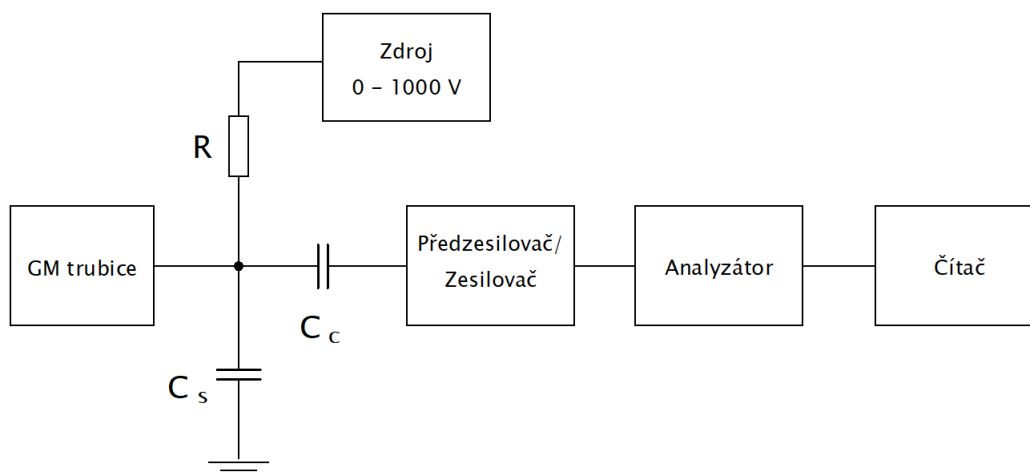 Zdroj
0 – 1000 V
R
GM trubice
Předzesilovač/
Zesilovač
Analyzátor
Čítač
C c
C s